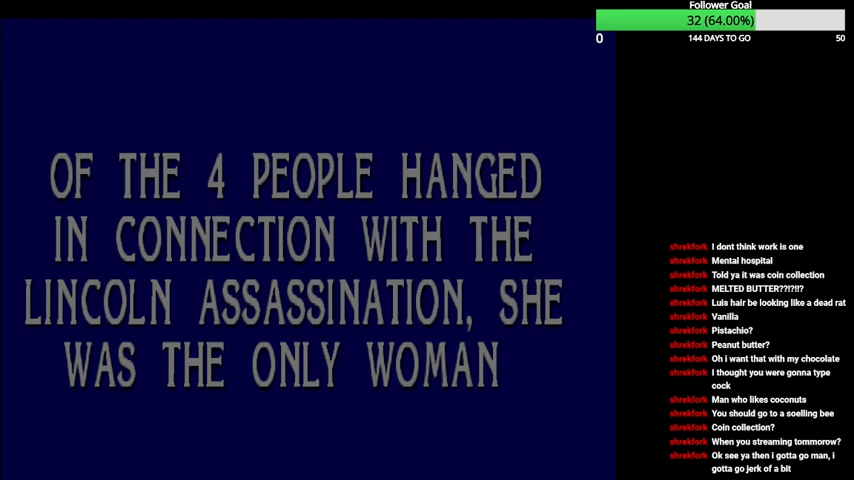 Follower Goal
32 (64.00%)
0
144 DAYS TO GO
50
OF THE 4 PEOPLE HANGED
IN CONNECTION WITH THE
LINCOLN ASSASSINATION, SHE
WAS THE ONLY WOMAN
shrekfork I dont think work is one
shrekfork Mental hospital
shrekfork Told ya it was coin collection
shrekfork MELTED BUTTER??!?!!?
shrekfork Luis hair be looking like a dead rat
shrekfork Vanilla
shrekfork Pistachio?
shrekfork Peanut butter?
shrekfork Oh i want that with my chocolate
shrekfork I thought you were gonna type
cock
shrekfork Man who likes coconuts
shrekfork You should go to a soelling bee
shrekfork Coin collection?
shrekfork When you streaming tommorow?
shrekfork Ok see ya then i gotta go man, i
gotta go jerk of a bit